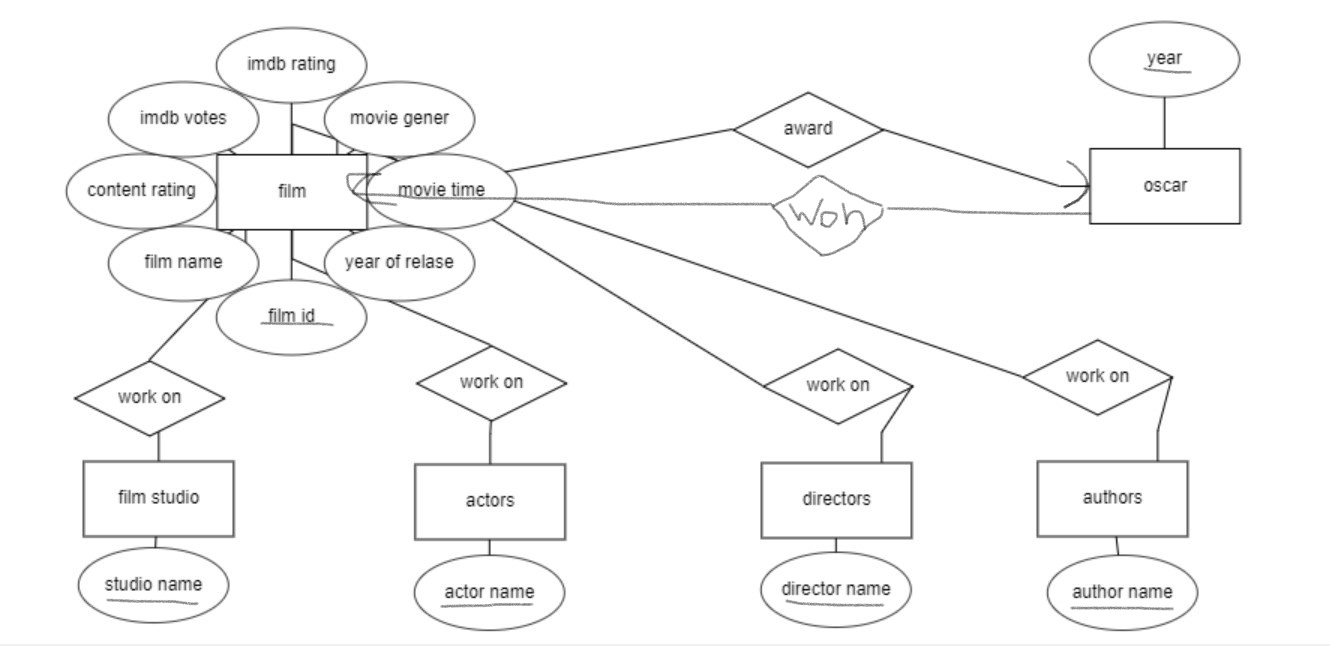 imdb rating
year
imdb votes
movie gener
award
content rating
film
movie time
oscar
Won
film name
year of relase
film id
work on
work on
work on
work on
film studio
actors
directors
authors
studio name
actor name
director name
author name